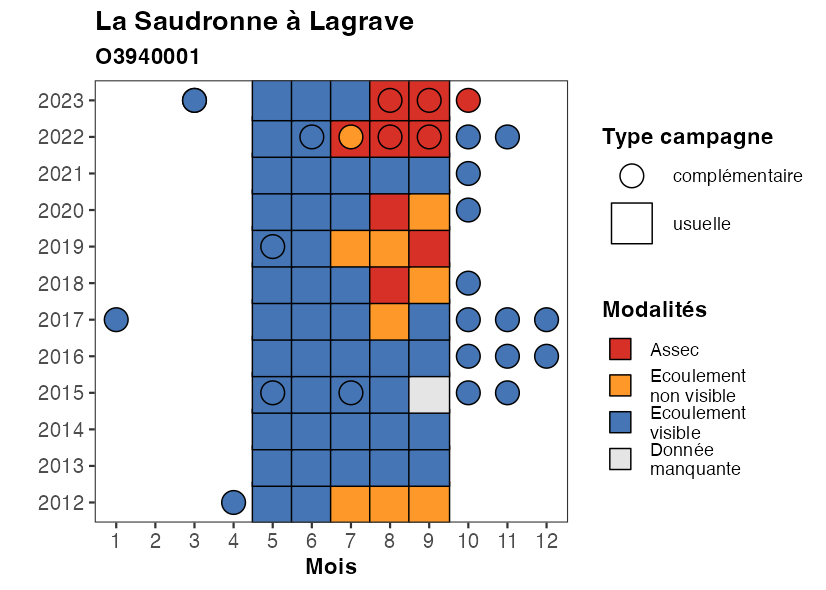 La Saudronne à Lagrave
O3940001
2023
2022
2021
2020
2019
2018
2017
2016
2015
2014
2013
2012
1 2 3 4 5 6 7 8 9 10 11 12
Mois
Type campagne
complémentaire
usuelle
Modalités
Assec
Ecoulement
non visible
Ecoulement
visible
Donnée
manquante